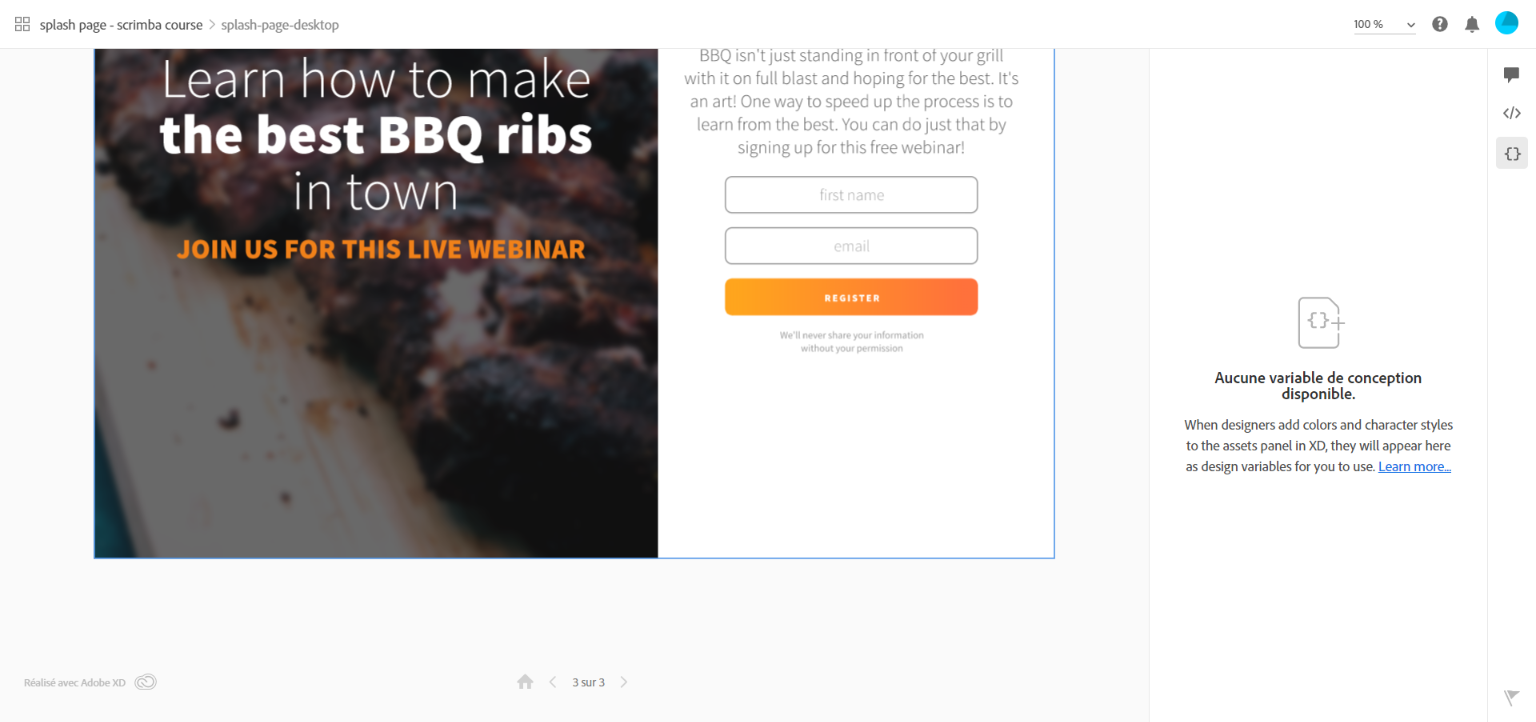 splash page - scrimba course > splash-page-desktop
100 %
Learn how to make
the best BBQ ribs
in town
JOIN US FOR THIS LIVE WEBINAR
BBQ isn't just standing in front of your grill
with it on full blast and hoping for the best. It's
an art! One way to speed up the process is to
learn from the best. You can do just that by
signing up for this free webinar!
first name
email
REGISTER
We'll never share your information
without your permission
Aucune variable de conception
disponible.
When designers add colors and character styles
to the assets panel in XD, they will appear here
as design variables for you to use. Learn more...
Réalisé avec Adobe XD
3 sur 3